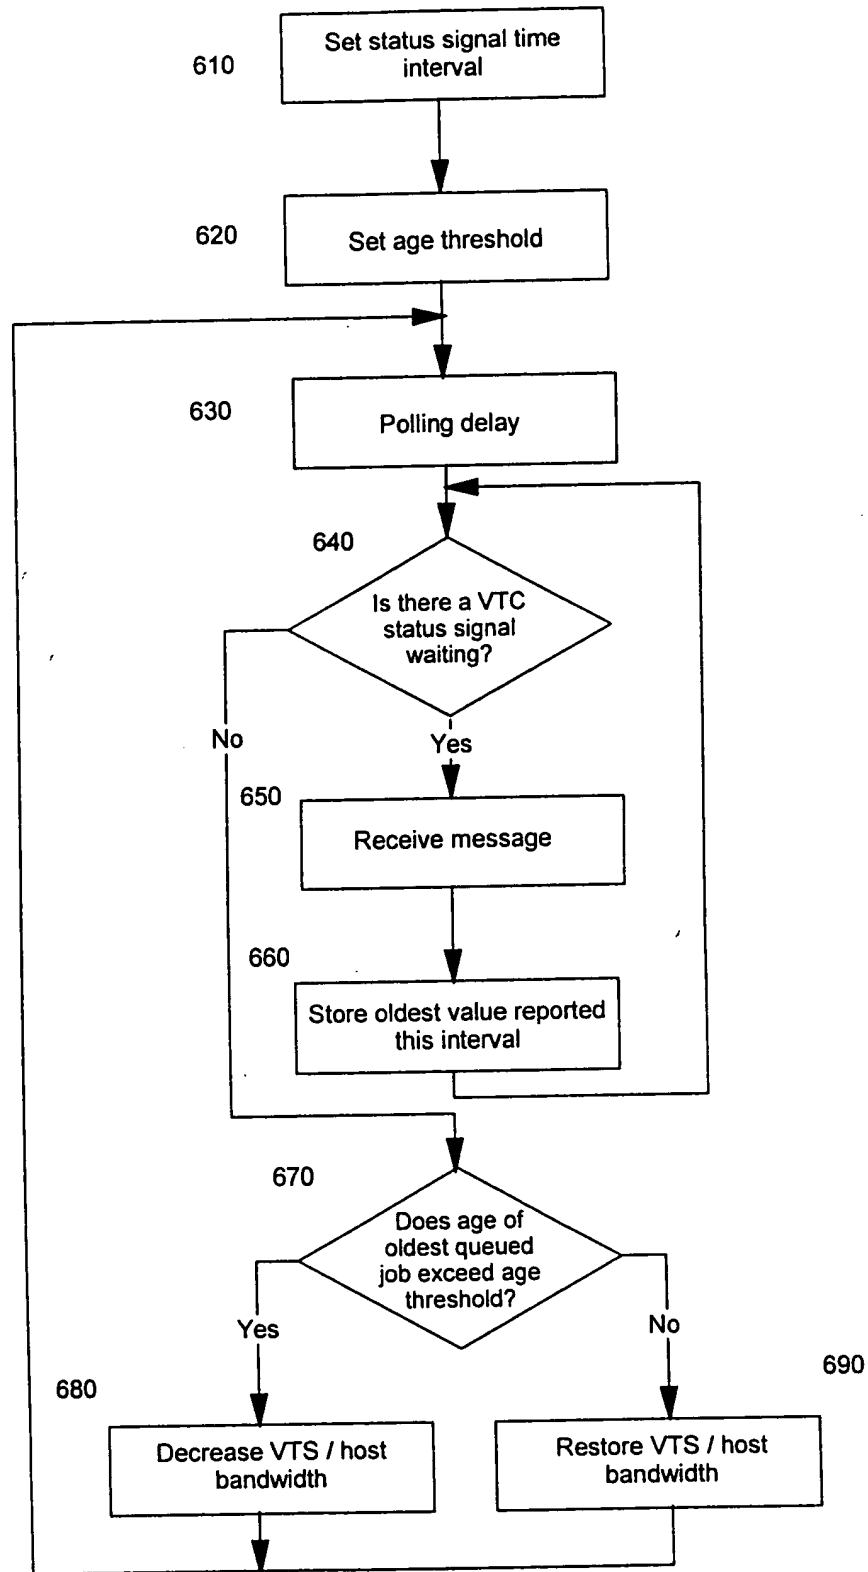 610
Set status signal time
interval
620
Set age threshold
630
Polling delay
640
Is there a VTC
status signal
waiting?
No
Yes
650
Receive message
660
Store oldest value reported
this interval
670
Does age of
oldest queued
job exceed age
threshold?
Yes
No
680
690
Decrease VTS / host
bandwidth
Restore VTS / host
bandwidth